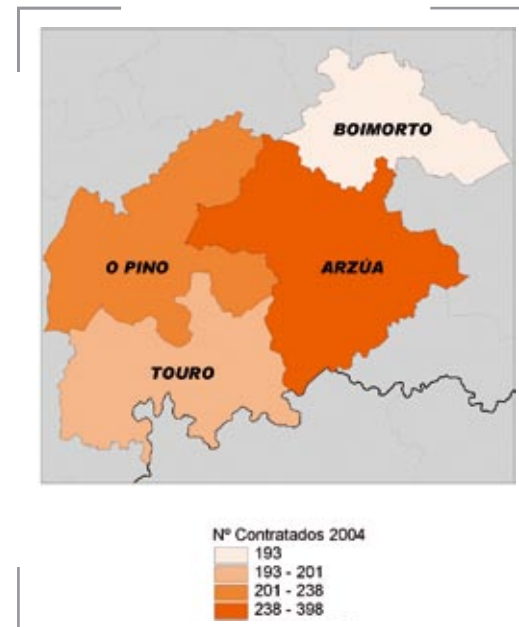 BOIMORTO
O PINO
ARZÚA
TOURO
Nº Contratados 2004
193
193 - 201
201 - 238
238 - 398